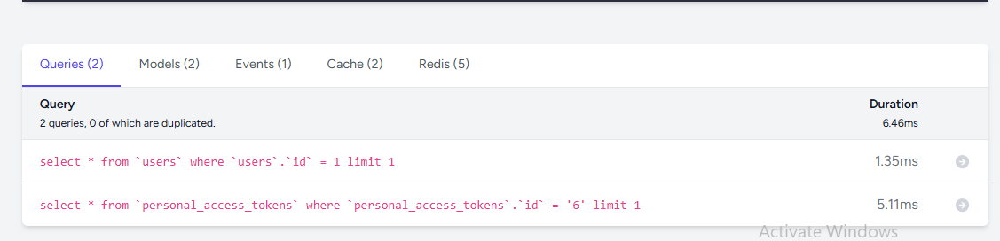 Queries (2) Models (2) Events (1) Cache (2) Redis (5)
Query Duration
2 queries, 0 of which are duplicated. 6.46ms
select * from `users` where `users`.`id` = 1 limit 1 1.35ms
select * from `personal_access_tokens` where `personal_access_tokens`.`id` = '6' limit 1 5.11ms
Activate Windows